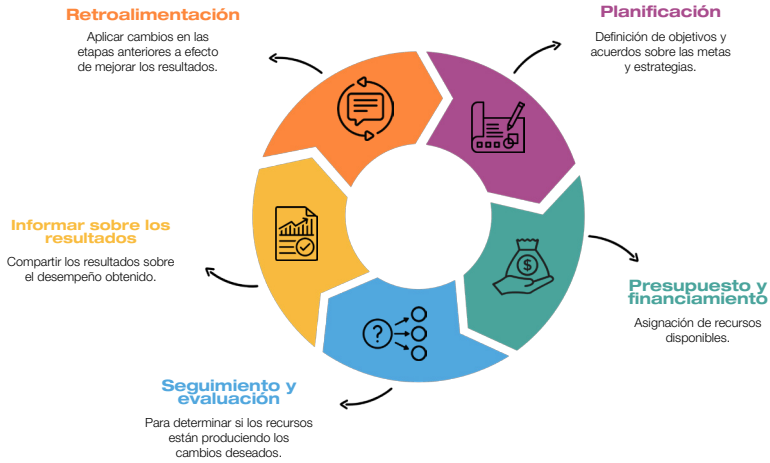 Retroalimentación
Aplicar cambios en las
etapas anteriores a efecto
de mejorar los resultados.
Planificación
Definición de objetivos y
acuerdos sobre las metas
y estrategias.
Informar sobre los
resultados
Compartir los resultados sobre
el desempeño obtenido.
Presupuesto y
financiamiento
Asignación de recursos
disponibles.
Seguimiento y
evaluación
Para determinar si los recursos
están produciendo los
cambios deseados.